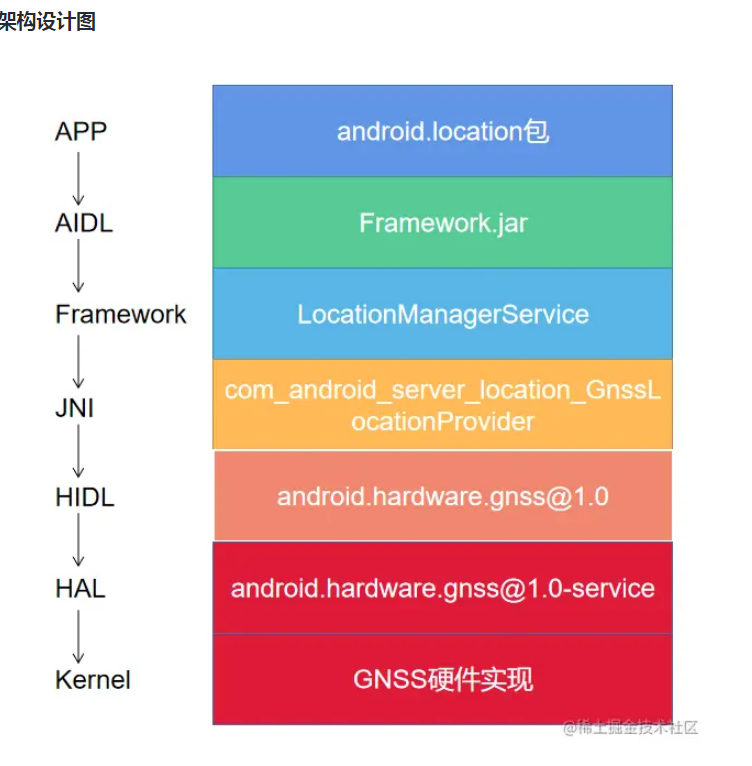 架构设计图
APP
android.location包
AIDL
Framework.jar
Framework
LocationManagerService
JNI
com_android_server_location_GnssL
ocationProvider
HIDL
android.hardware.gnss@1.0
HAL
android.hardware.gnss@1.0-service
Kernel
GNSS硬件实现
@稀土掘金技术社区